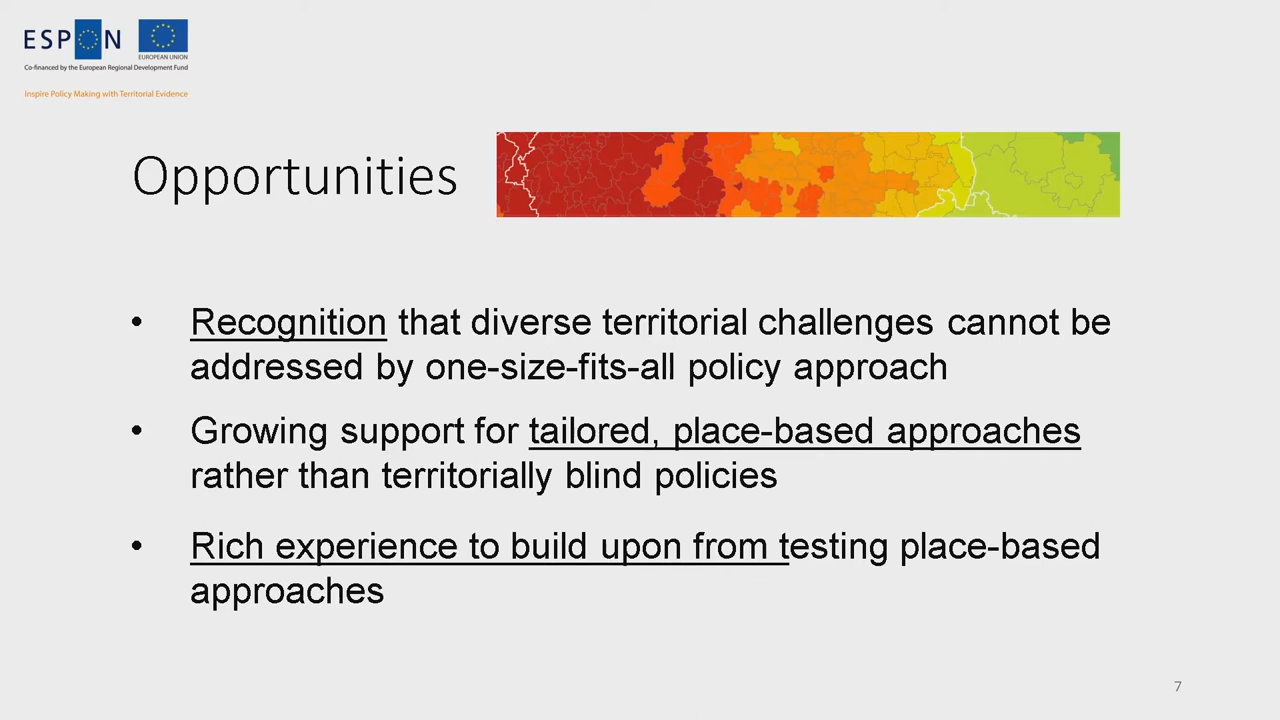 ESPON
EUROPEAN UNION
Co-financed by the European Regional Development Fund
Inspire Policy Making with Territorial Evidence
Opportunities
• Recognition that diverse territorial challenges cannot be
addressed by one-size-fits-all policy approach
• Growing support for tailored, place-based approaches
rather than territorially blind policies
• Rich experience to build upon from testing place-based
approaches
7